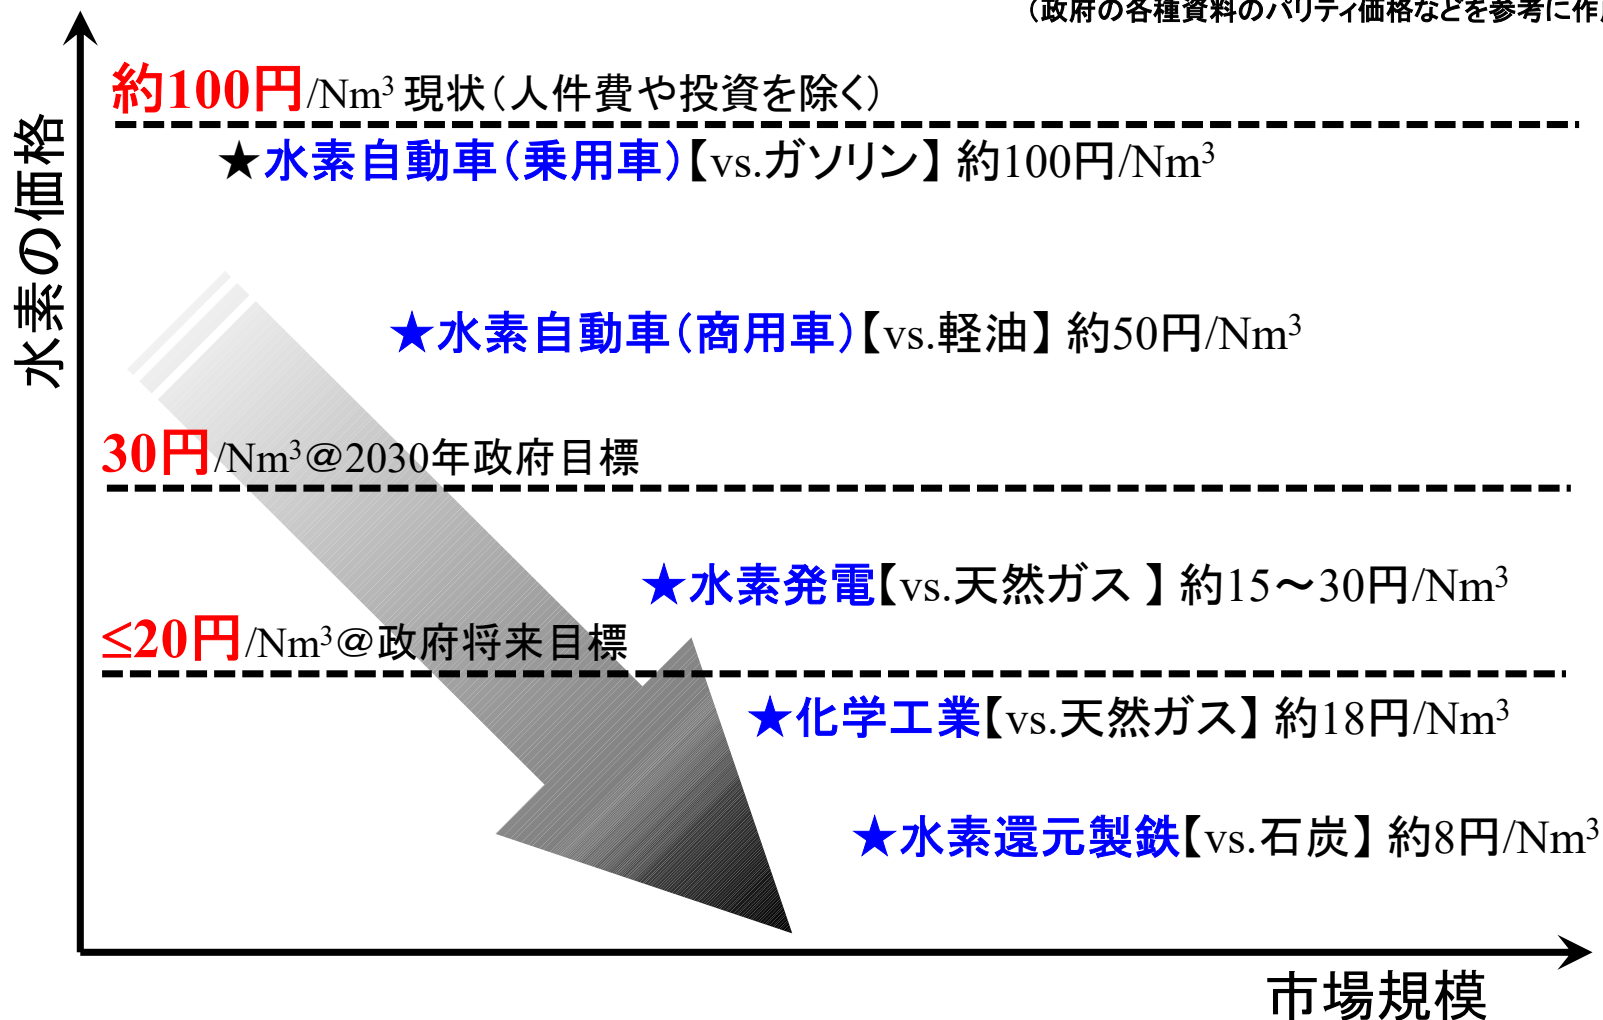 （政府の各種資料のパリティ価格などを参考に作
約100円/Nm³ 現状（人件費や投資を除く）
★水素自動車（乗用車）【vs.ガソリン】 約100円/Nm³
水素の価格
★水素自動車（商用車）【vs.軽油】 約50円/Nm³
30円/Nm³＠2030年政府目標
★水素発電【vs.天然ガス 】 約15～30円/Nm³
≤20円/Nm³＠政府将来目標
★化学工業【vs.天然ガス】 約18円/Nm³
★水素還元製鉄【vs.石炭】 約8円/Nm³
市場規模